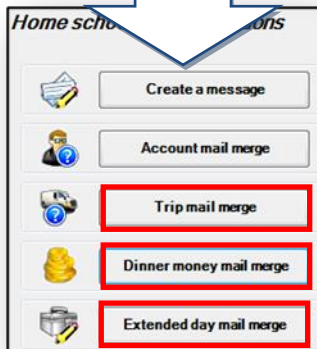 Home scho ons
Create a message
Account mail merge
Trip mail merge
Dinner money mail merge
Extended day mail merge